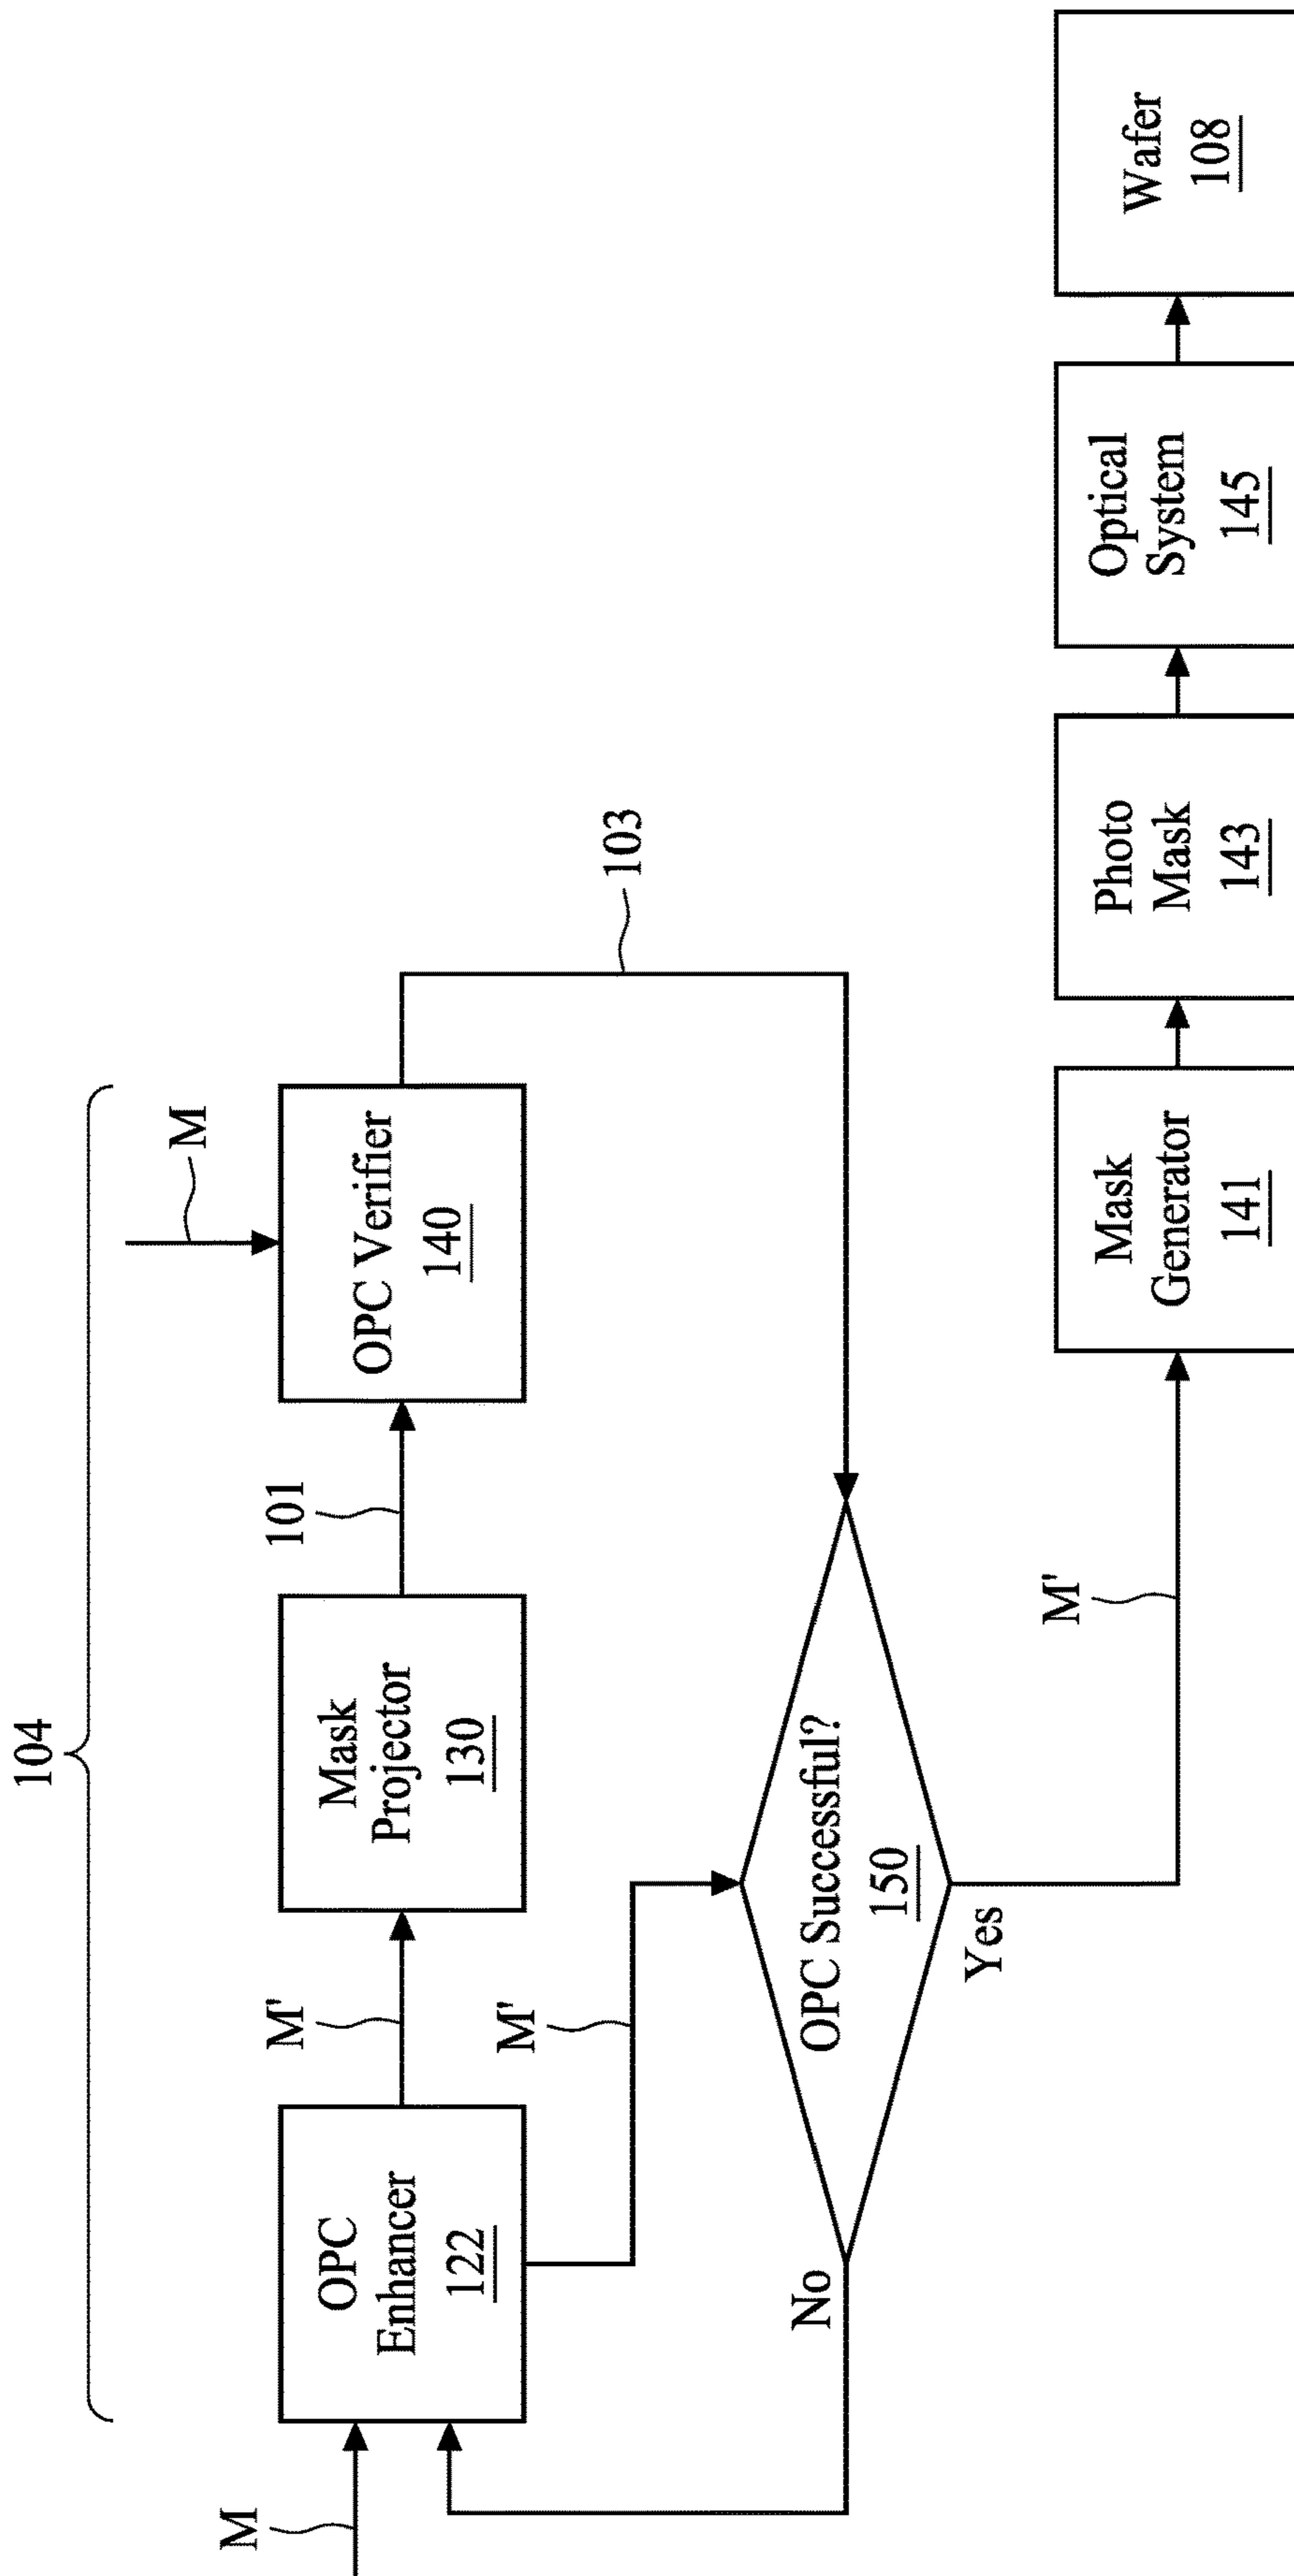 104
M
OPC
Enhancer
122
M'
Mask
Projector
130
101
OPC Verifier
140
M
103
M'
No
OPC Successful?
150
Yes
M'
Mask
Generator
141
Photo
Mask
143
Optical
System
145
Wafer
108